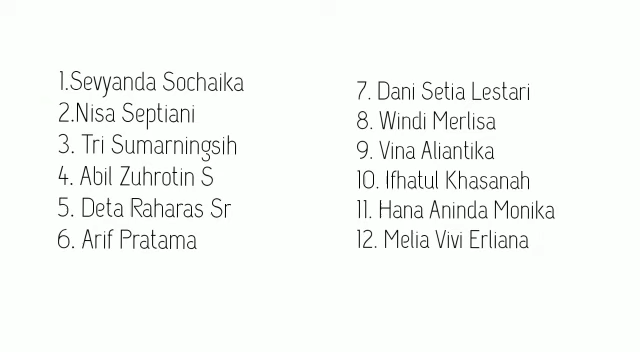 1.Sevyanda Sochaika
2.Nisa Septiani
3. Tri Sumarningsih
4. Abil Zuhrotin S
5. Deta Raharas Sr
6. Arif Pratama
7. Dani Setia Lestari
8. Windi Merlisa
9. Vina Aliantika
10. Ifhatul Khasanah
11. Hana Aninda Monika
12. Melia Vivi Erliana